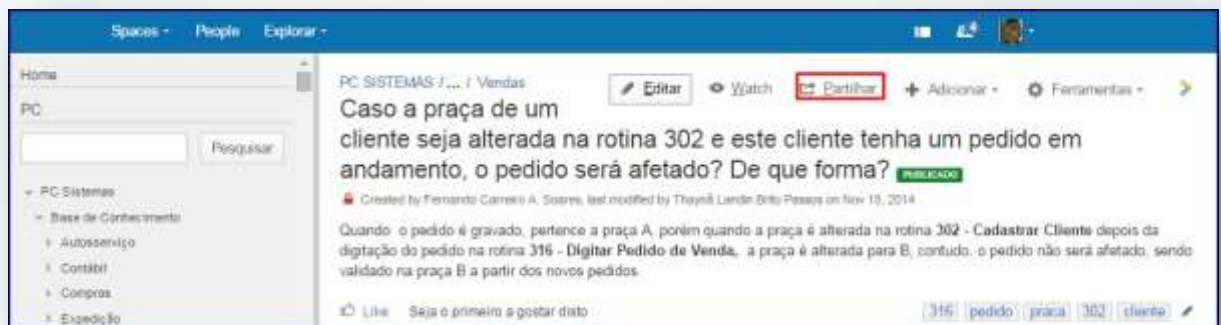 Spaces People Explorar
Home
PC
Pesquisar
PC Sistemas
Base de Conhecimento
Autosserviço
Contábil
Compras
Expedição
PC SISTEMAS /... / Vendas
Editar Watch Partilhar Adicionar Ferramentas
Caso a praça de um
cliente seja alterada na rotina 302 e este cliente tenha um pedido em
andamento, o pedido será afetado? De que forma? PUBLICADO
Created by Fernando Carneiro A. Soares, last modified by Thaynã Landin Brito Pessoa on Nov 18, 2014
Quando o pedido é gravado, pertence a praça A, porém quando a praça é alterada na rotina 302 - Cadastrar Cliente depois da
digitação do pedido na rotina 316 - Digitar Pedido de Venda, a praça é alterada para B, contudo, o pedido não será afetado, sendo
validado na praça B a partir dos novos pedidos.
Like Seja o primeiro a gostar disto
316 pedido praca 302 cliente